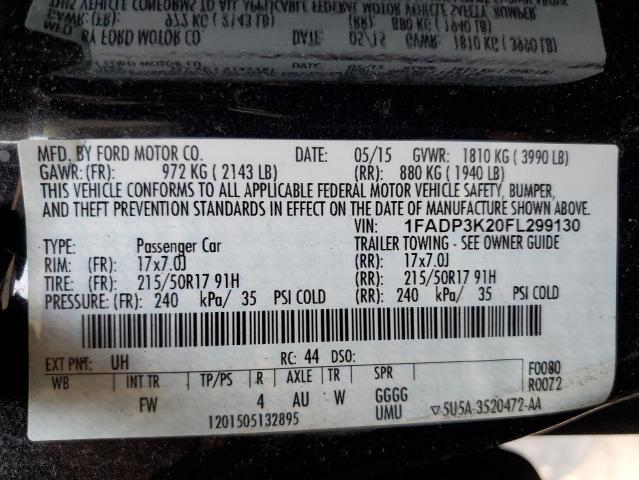 MFD. BY FORD MOTOR CO. DATE: 05/15 GVWR: 1810 KG ( 3990 LB)
GAWR: (FR): 972 KG ( 2143 LB) (RR): 880 KG ( 1940 LB)
THIS VEHICLE CONFORMS TO ALL APPLICABLE FEDERAL MOTOR VEHICLE SAFETY, BUMPER,
AND THEFT PREVENTION STANDARDS IN EFFECT ON THE DATE OF MANUFACTURE SHOWN ABOVE.
VIN: 1FADP3K20FL299130
TYPE: Passenger Car TRAILER TOWING - SEE OWNER GUIDE
RIM: (FR): 17x7.0J (RR): 17x7.0J
TIRE: (FR): 215/50R17 91H (RR): 215/50R17 91H
PRESSURE: (FR): 240 kPa/ 35 PSI COLD (RR): 240 kPa/ 35 PSI COLD
EXT PNT: UH RC: 44 DSO: F0080
R0072
WB INT TR TP/PS R AXLE TR SPR
FW 4 AU W GGGG
UMU
1201505132895 ▽5U5A-3520472-AA